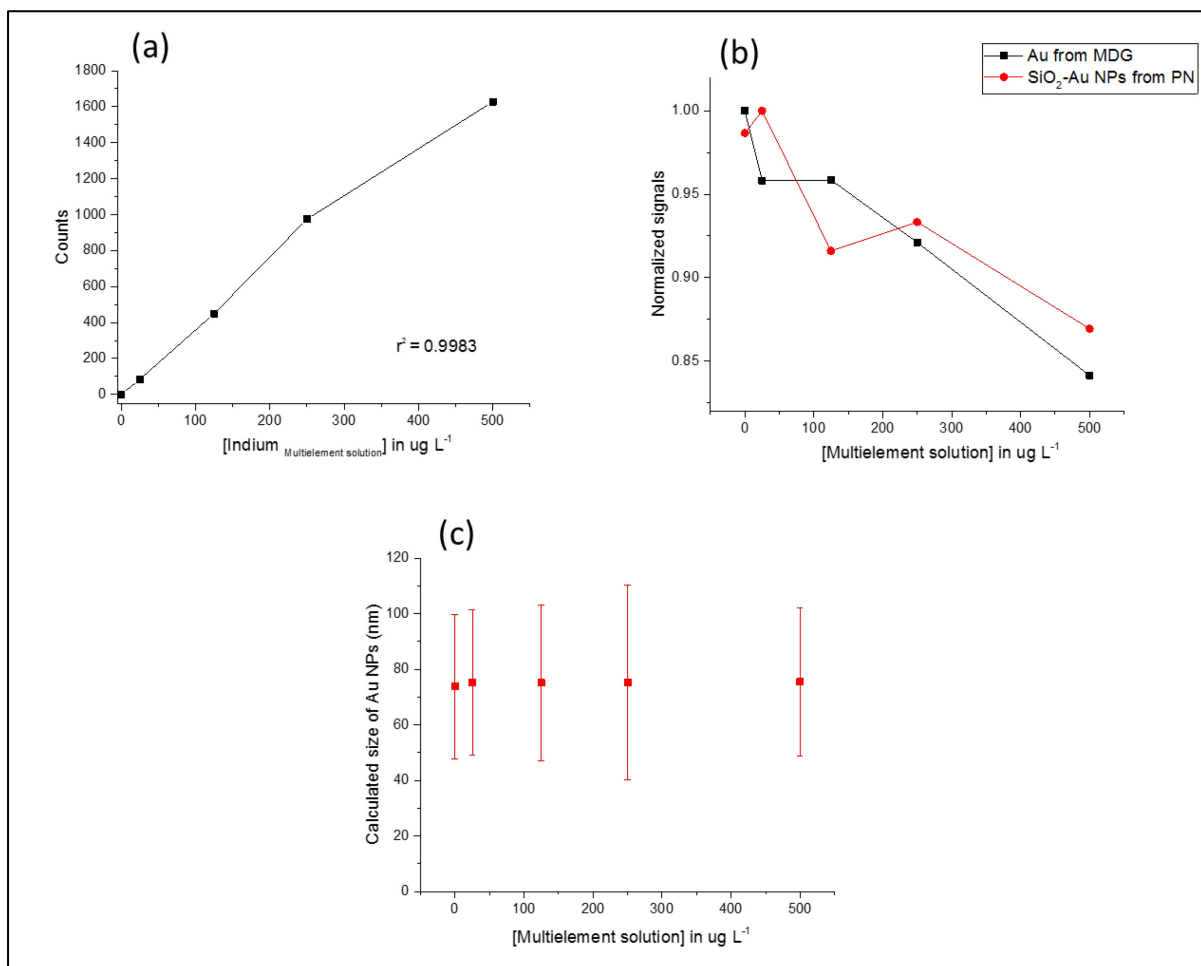 (a)
1800
1600
1400
1200
1000
800
600
400
200
0
Counts
0 100 200 300 400 500
[Indium Multielement solution] in ug L-1
r2 = 0.9983
(b)
Au from MDG
SiO2-Au NPs from PN
1.00
0.95
0.90
0.85
Normalized signals
0 100 200 300 400 500
[Multielement solution] in ug L-1
(c)
120
100
80
60
40
20
0
Calculated size of Au NPs (nm)
0 100 200 300 400 500
[Multielement solution] in ug L-1